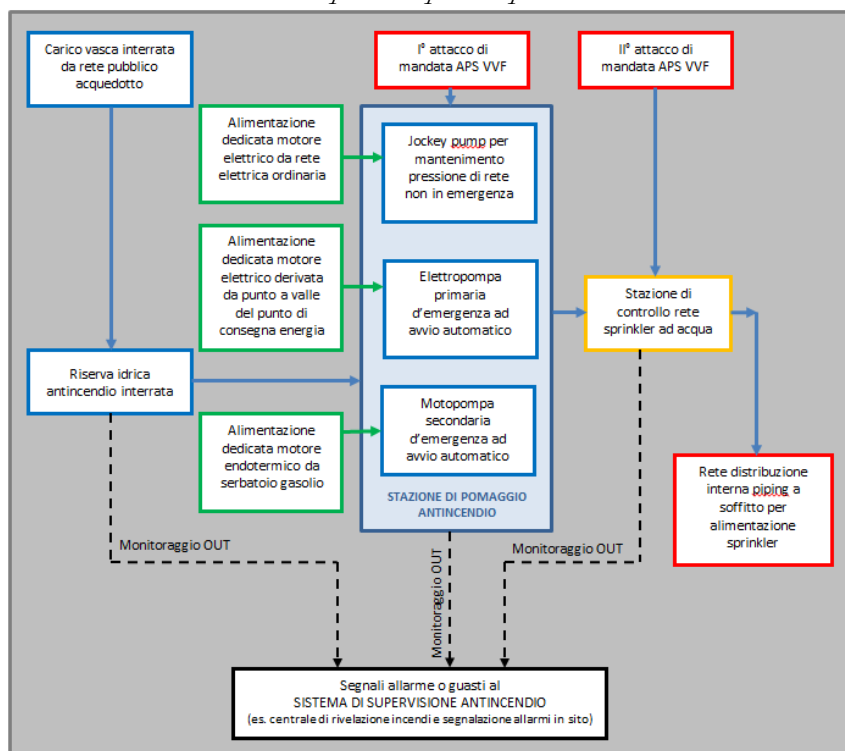 Carico vasca interrata
da rete pubblico
acquedotto
I° attacco di
mandata APS VVF
II° attacco di
mandata APS VVF
Alimentazione
dedicata motore
elettrico da rete
elettrica ordinaria
Jockey pump per
mantenimento
pressione di rete
non in emergenza
Alimentazione
dedicata motore
elettrico derivata
da punto a valle
del punto di
consegna energia
Elettropompa
primaria
d'emergenza ad
avvio automatico
Stazione di
controllo rete
sprinkler ad acqua
Riserva idrica
antincendio interrata
Alimentazione
dedicata motore
endotermico da
serbatoio gasolio
Motopompa
secondaria
d'emergenza ad
avvio automatico
STAZIONE DI POMAGGIO
ANTINCENDIO
Rete distribuzione
interna piping a
soffitto per
alimentazione
sprinkler
Monitoraggio OUT
Monitoraggio OUT
Monitoraggio OUT
Segnali allarme o guasti al
SISTEMA DI SUPERVISIONE ANTINCENDIO
(es. centrale di rivelazione incendi e segnalazione allarmi in sito)